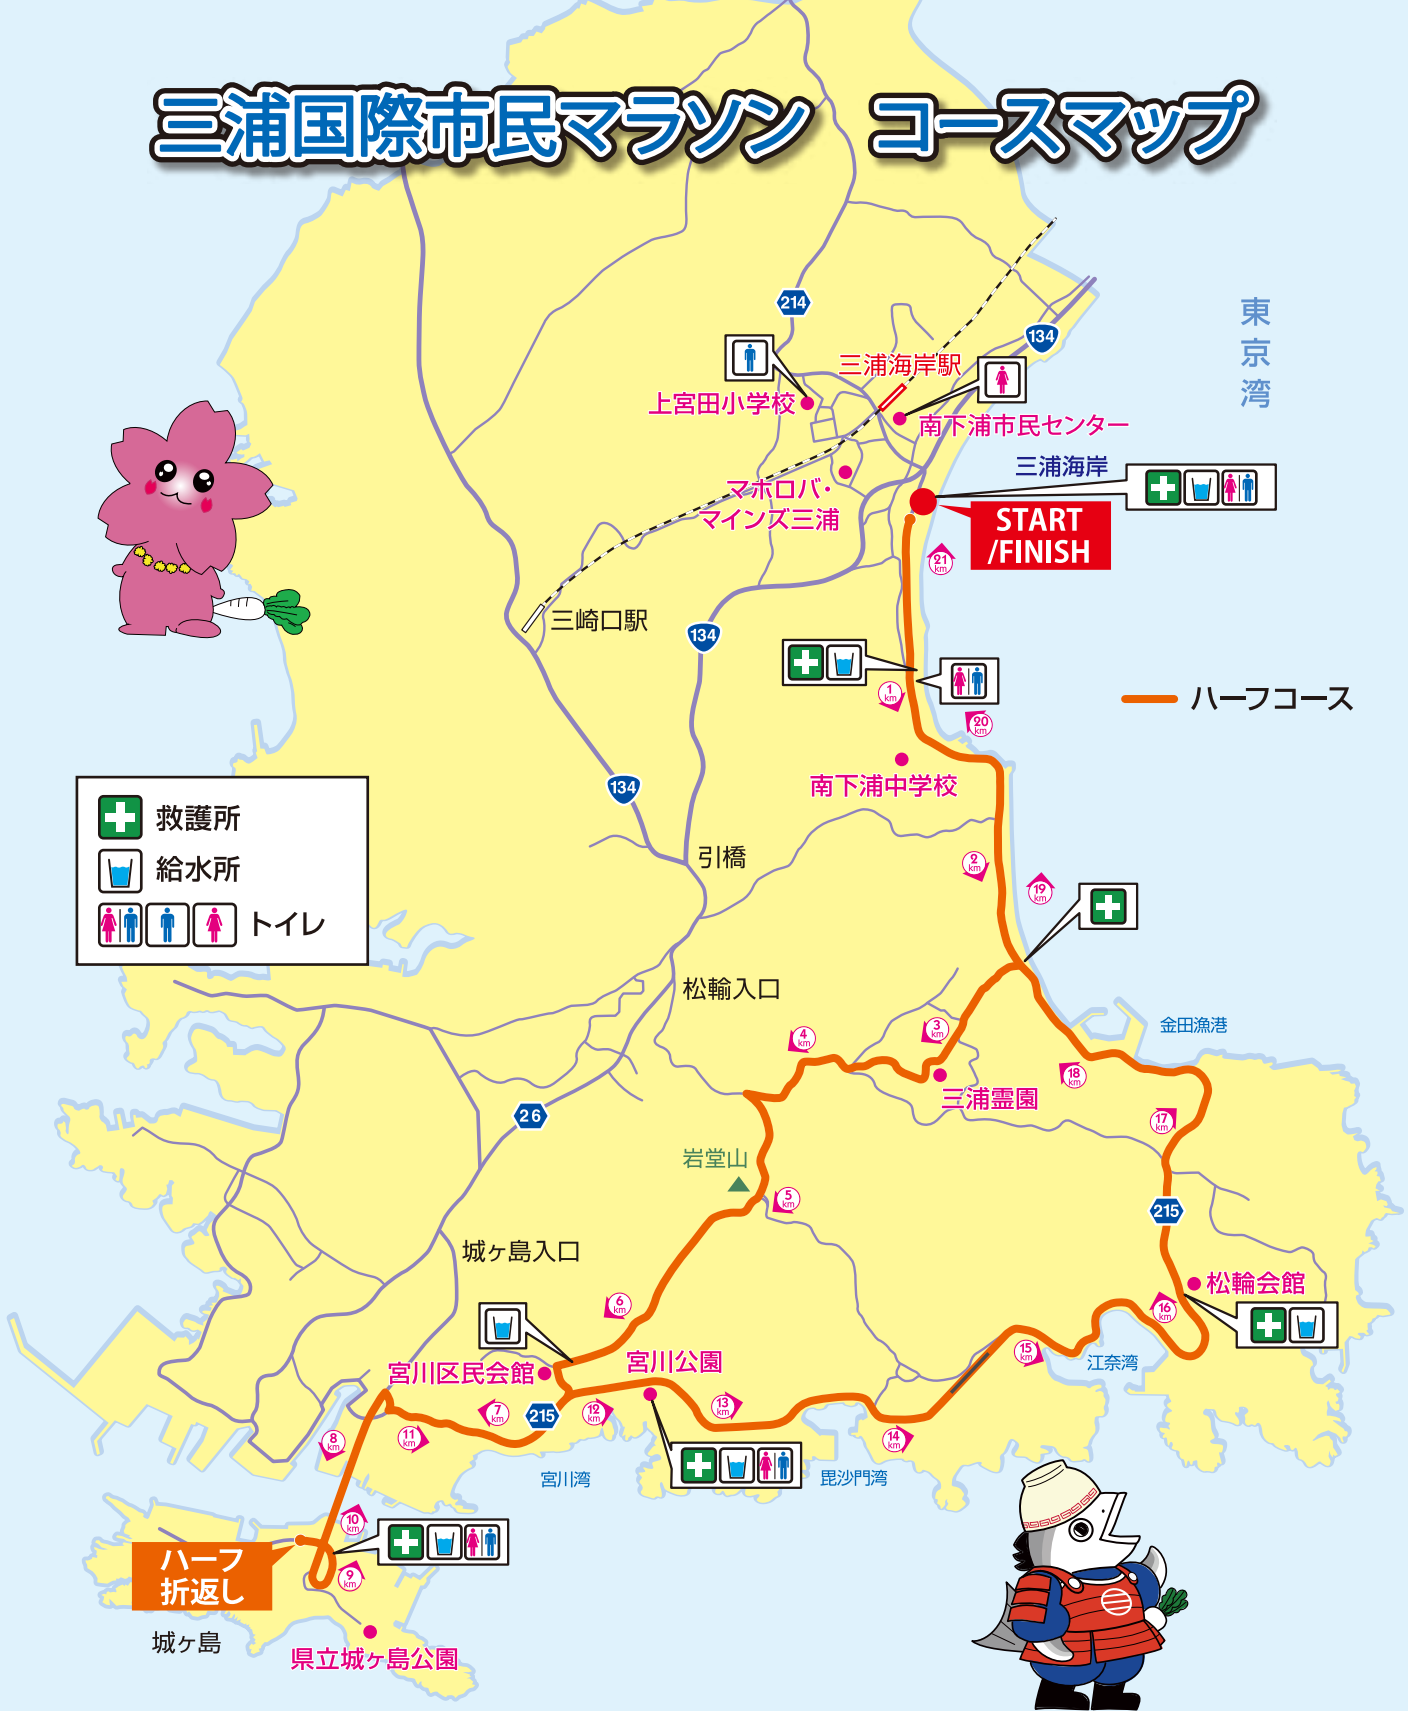 三浦国際市民マラソン　コースマップ
東京湾
214
134
三浦海岸駅
上宮田小学校
南下浦市民センター
三浦海岸
マホロバ・
マインズ三浦
START
/FINISH
21km
三崎口駅
134
1km
20km
ハーフコース
南下浦中学校
134
救護所
給水所
トイレ
引橋
2km
19km
松輪入口
金田漁港
3km
4km
18km
三浦霊園
26
17km
岩堂山
5km
215
城ヶ島入口
松輪会館
6km
16km
宮川区民会館
宮川公園
15km
江奈湾
7km
215
12km
13km
8km
11km
14km
宮川湾
毘沙門湾
10km
ハーフ
折返し
9km
城ヶ島
県立城ヶ島公園